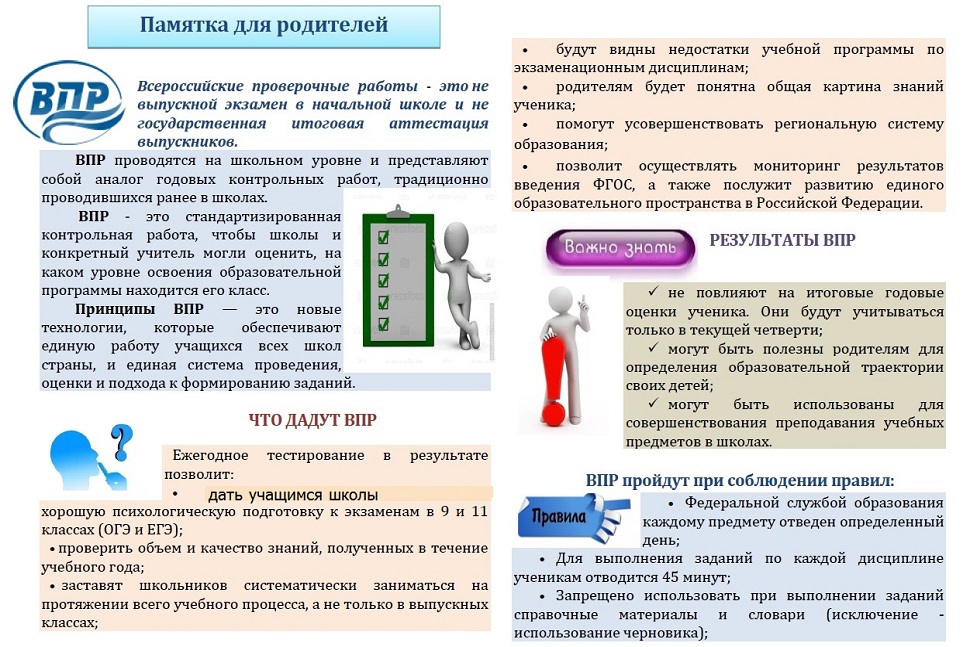 Памятка для родителей
ВПР
Всероссийские проверочные работы - это не
выпускной экзамен в начальной школе и не
государственная итоговая аттестация
выпускников.
ВПР проводятся на школьном уровне и представляют
собой аналог годовых контрольных работ, традиционно
проводившихся ранее в школах.
ВПР - это стандартизированная
контрольная работа, чтобы школы и
конкретный учитель могли оценить, на
каком уровне освоения образовательной
программы находится его класс.
Принципы ВПР — это новые
технологии, которые обеспечивают
единую работу учащихся всех школ
страны, и единая система проведения,
оценки и подхода к формированию заданий.
ЧТО ДАДУТ ВПР
Ежегодное тестирование в результате
позволит:
• дать учащимся школы
хорошую психологическую подготовку к экзаменам в 9 и 11
классах (ОГЭ и ЕГЭ);
• проверить объем и качество знаний, полученных в течение
учебного года;
• заставят школьников систематически заниматься на
протяжении всего учебного процесса, а не только в выпускных
классах;
• будут видны недостатки учебной программы по
экзаменационным дисциплинам;
• родителям будет понятна общая картина знаний
ученика;
• помогут усовершенствовать региональную систему
образования;
• позволит осуществлять мониторинг результатов
введения ФГОС, а также послужит развитию единого
образовательного пространства в Российской Федерации.
Важно знать
РЕЗУЛЬТАТЫ ВПР
✓ не повлияют на итоговые годовые
оценки ученика. Они будут учитываться
только в текущей четверти;
✓ могут быть полезны родителям для
определения образовательной траектории
своих детей;
✓ могут быть использованы для
совершенствования преподавания учебных
предметов в школах.
ВПР пройдут при соблюдении правил:
Правила
• Федеральной службой образования
каждому предмету отведен определенный
день;
• Для выполнения заданий по каждой дисциплине
ученикам отводится 45 минут;
• Запрещено использовать при выполнении заданий
справочные материалы и словари (исключение -
использование черновика);